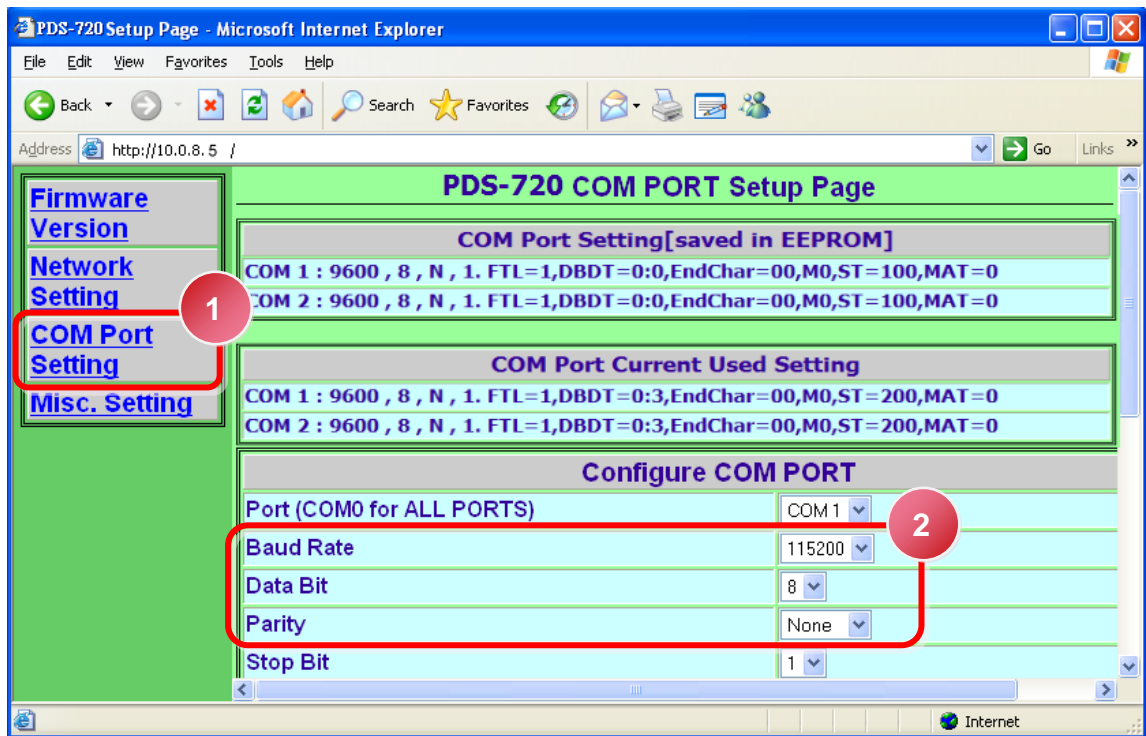 PDS-720 Setup Page - Microsoft Internet Explorer
File Edit View Favorites Tools Help
Back Search Favorites
Address http://10.0.8. 5 / Go Links »
Firmware
Version
Network
Setting
COM Port
Setting
Misc. Setting
1
PDS-720 COM PORT Setup Page
COM Port Setting[saved in EEPROM]
COM 1 : 9600 , 8 , N , 1. FTL=1,DBDT=0:0,EndChar=00,M0,ST=100,MAT=0
COM 2 : 9600 , 8 , N , 1. FTL=1,DBDT=0:0,EndChar=00,M0,ST=100,MAT=0
COM Port Current Used Setting
COM 1 : 9600 , 8 , N , 1. FTL=1,DBDT=0:3,EndChar=00,M0,ST=200,MAT=0
COM 2 : 9600 , 8 , N , 1. FTL=1,DBDT=0:3,EndChar=00,M0,ST=200,MAT=0
Configure COM PORT
Port (COM0 for ALL PORTS) COM 1
2
Baud Rate 115200
Data Bit 8
Parity None
Stop Bit 1
Internet